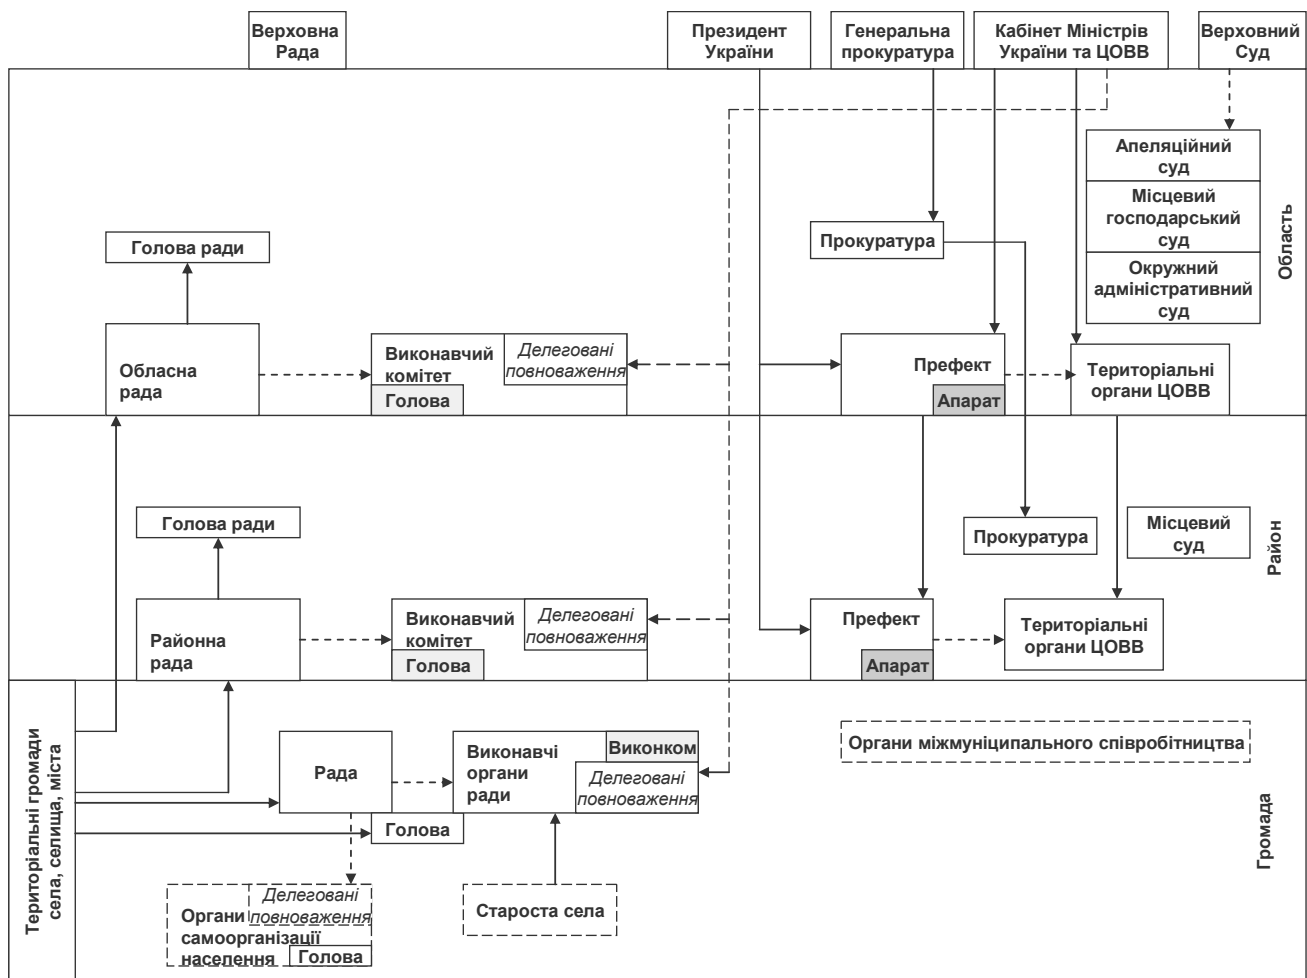 Верховна
Рада
Президент
України
Генеральна
прокуратура
Кабінет Міністрів
України та ЦОВВ
Верховний
Суд
Апеляційний
суд
Місцевий
господарський
суд
Окружний
адміністративний
суд
Область
Прокуратура
Голова ради
Обласна
рада
Виконавчий
комітет
Делеговані
повноваження
Голова
Префект
Апарат
Територіальні
органи ЦОВВ
Голова ради
Прокуратура
Місцевий
суд
Район
Районна
рада
Виконавчий
комітет
Делеговані
повноваження
Голова
Префект
Апарат
Територіальні
органи ЦОВВ
Територіальні громади
села, селища, міста
Рада
Голова
Виконавчі
органи
ради
Виконком
Делеговані
повноваження
Органи міжмуніципального співробітництва
Громада
Делеговані
повноваження
Органи
самоорганізації
населення
Голова
Староста села